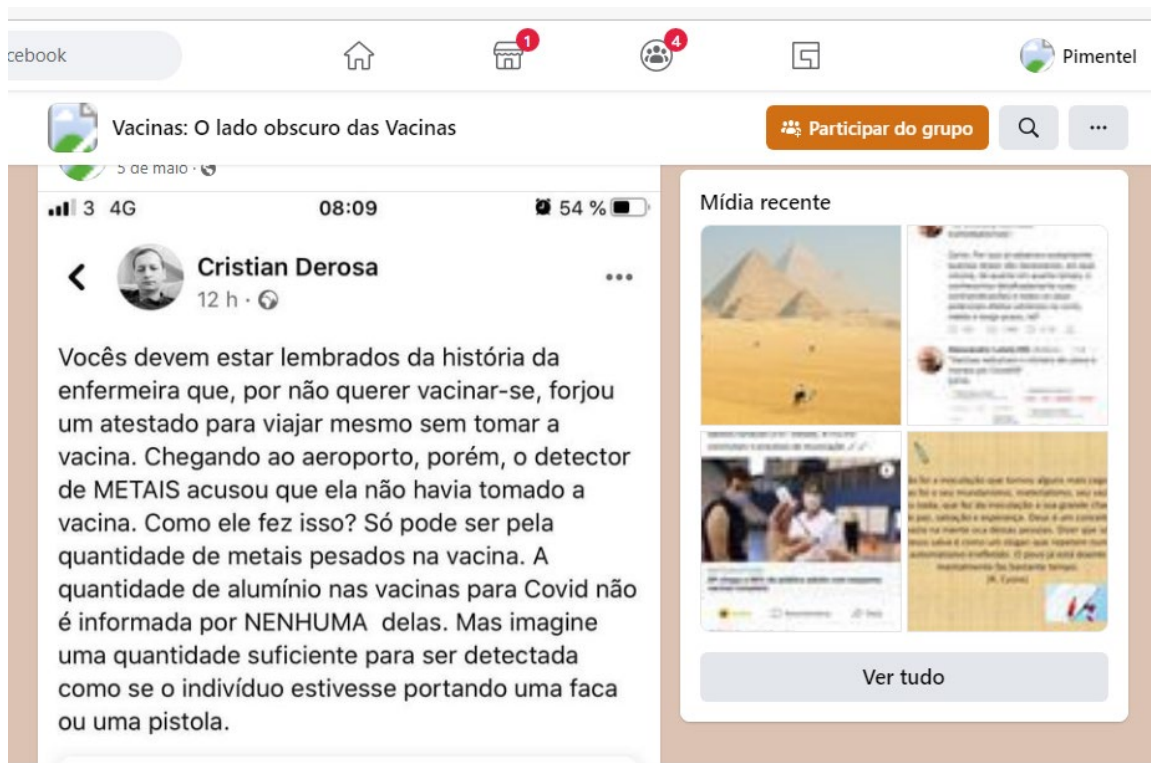 cebook
1
4
Pimentel
Vacinas: O lado obscuro das Vacinas
Participar do grupo
5 de maio ·
3 4G
08:09
54 %
Cristian Derosa
12 h ·
Vocês devem estar lembrados da história da
enfermeira que, por não querer vacinar-se, forjou
um atestado para viajar mesmo sem tomar a
vacina. Chegando ao aeroporto, porém, o detector
de METAIS acusou que ela não havia tomado a
vacina. Como ele fez isso? Só pode ser pela
quantidade de metais pesados na vacina. A
quantidade de alumínio nas vacinas para Covid não
é informada por NENHUMA delas. Mas imagine
uma quantidade suficiente para ser detectada
como se o indivíduo estivesse portando uma faca
ou uma pistola.
Mídia recente
Ver tudo